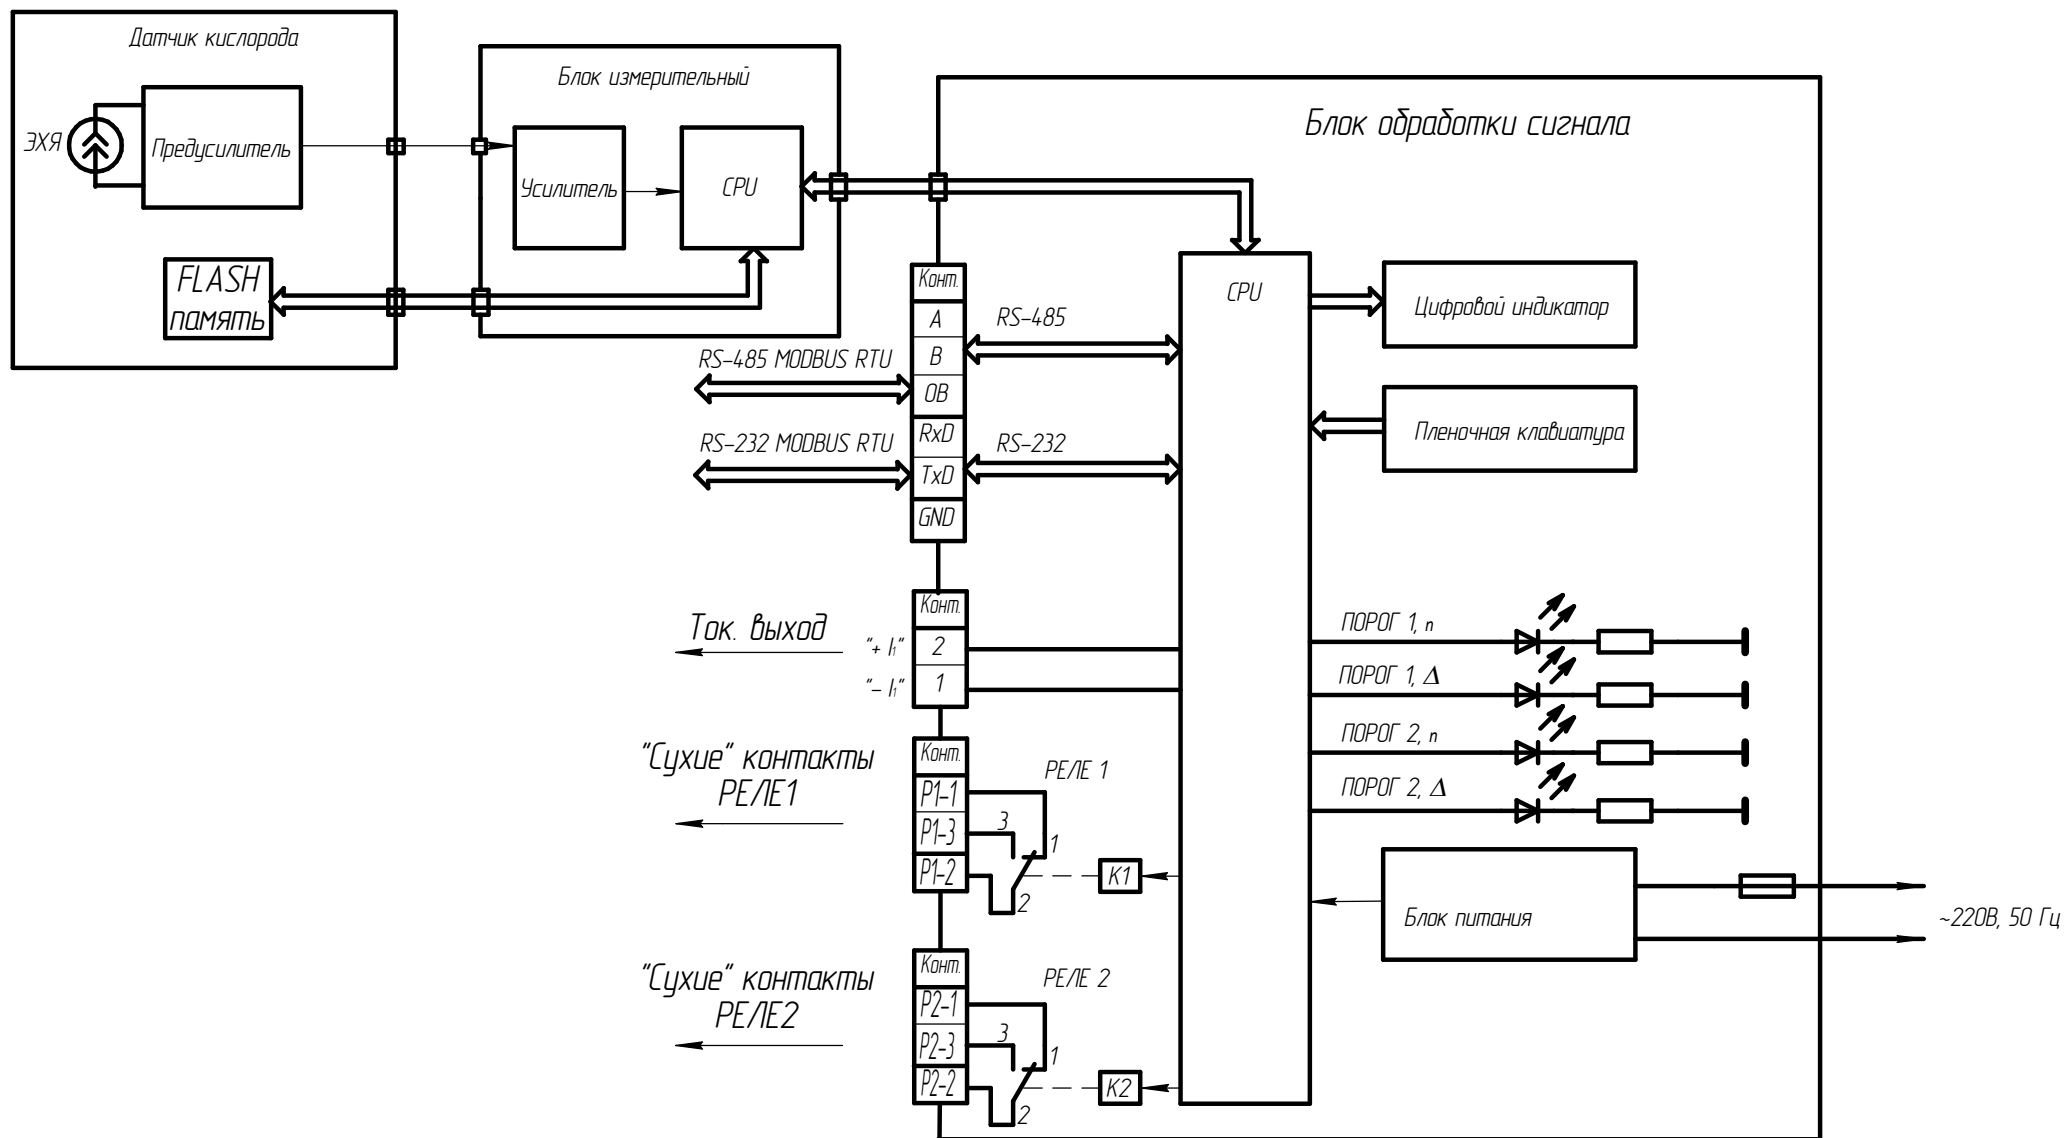 Датчик кислорода
ЭХЯ
Предусилитель
FLASH
ПАМЯТЬ
Блок измерительный
Усилитель
CPU
Блок обработки сигнала
CPU
Цифровой индикатор
Пленочная клавиатура
Конт.
A
B
OB
RxD
TxD
GND
RS-485
RS-485 MODBUS RTU
RS-232
RS-232 MODBUS RTU
Ток. выход
Конт.
"+ I₁"
2
"– I₁"
1
"Сухие" контакты
РЕЛЕ1
Конт.
P1-1
P1-3
P1-2
РЕЛЕ 1
3
1
2
K1
"Сухие" контакты
РЕЛЕ2
Конт.
P2-1
P2-3
P2-2
РЕЛЕ 2
3
1
2
K2
ПОРОГ 1, п
ПОРОГ 1, Δ
ПОРОГ 2, п
ПОРОГ 2, Δ
Блок питания
~220В, 50 Гц